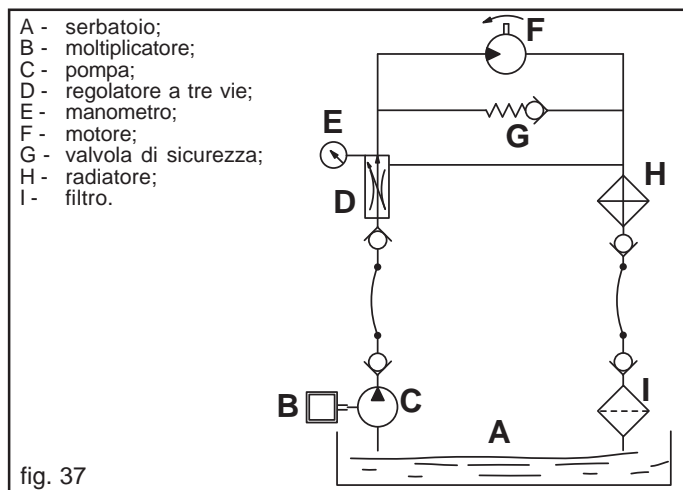 A - serbatoio;
B - moltiplicatore;
C - pompa;
D - regolatore a tre vie;
E - manometro;
F - motore;
G - valvola di sicurezza;
H - radiatore;
I - filtro.
F
E
G
D
H
B
C
I
A
fig. 37